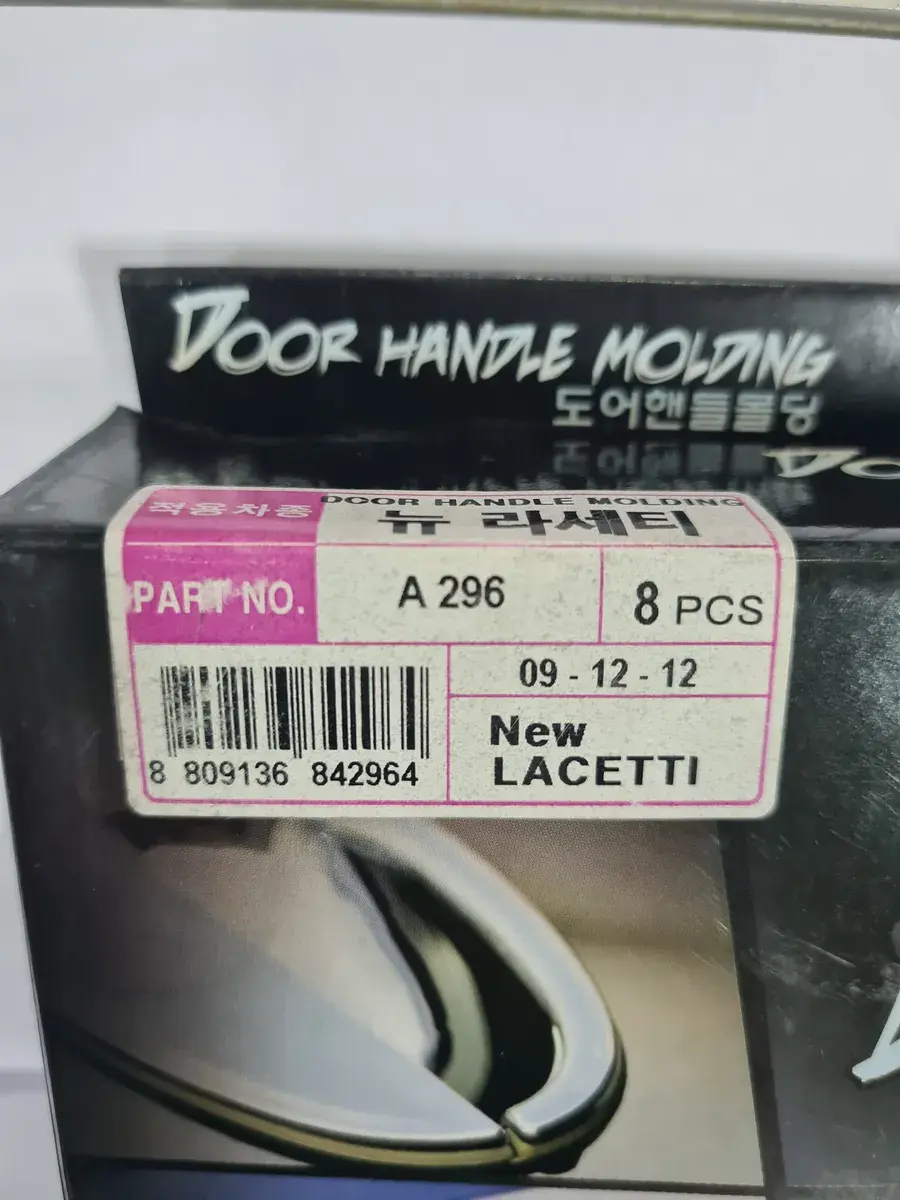 DOOR HANDLE MOLDING
도어핸들몰딩
DOOR HANDLE MOLDING
적용차종
뉴 라세티
PART NO.
A 296
8 PCS
09 - 12 - 12
8 809136 842964
New
LACETTI